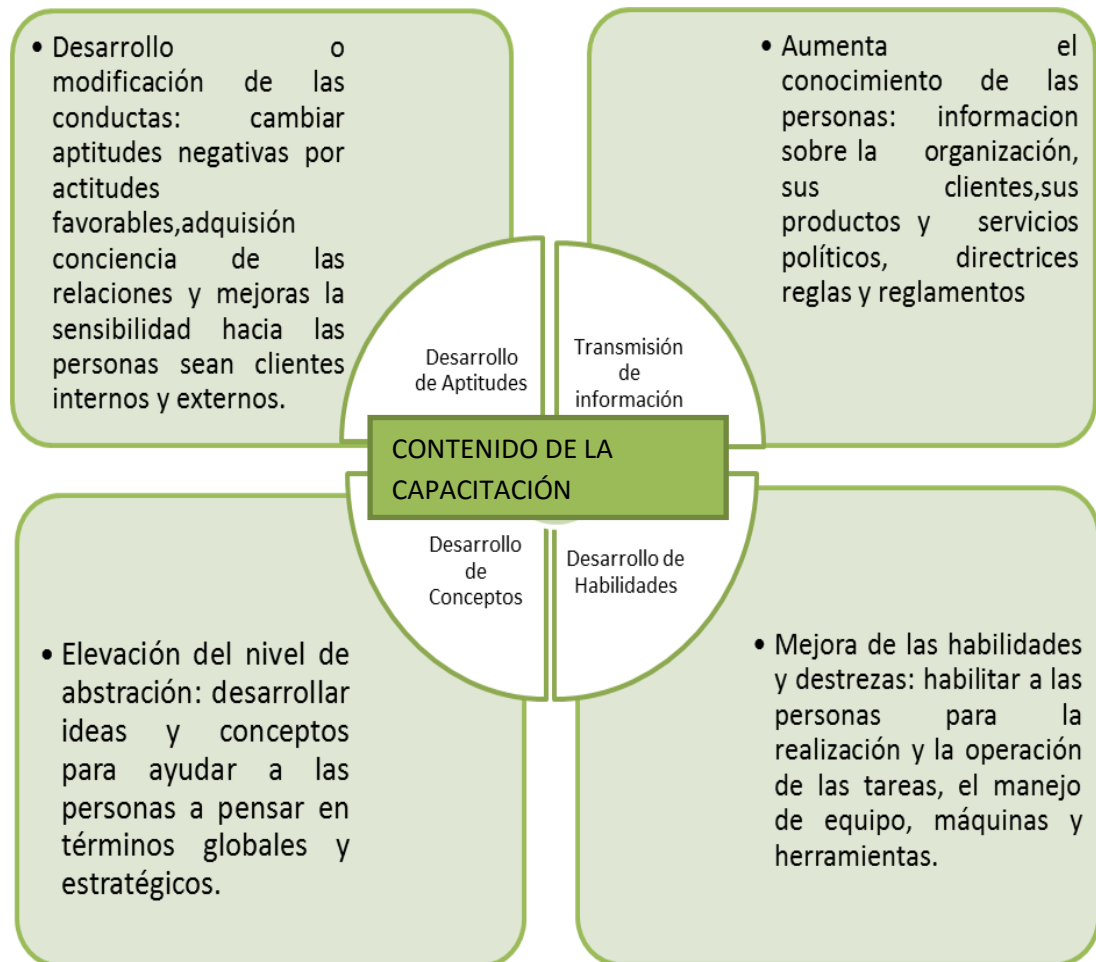 • Desarrollo o
modificación de las
conductas: cambiar
aptitudes negativas por
actitudes
favorables,adquisión
conciencia de las
relaciones y mejoras la
sensibilidad hacia las
personas sean clientes
internos y externos.
• Aumenta el
conocimiento de las
personas: informacion
sobre la organización,
sus clientes,sus
productos y servicios
políticos, directrices
reglas y reglamentos
Desarrollo
de Aptitudes
Transmisión
de
información
CONTENIDO DE LA
CAPACITACIÓN
Desarrollo
de
Conceptos
Desarrollo de
Habilidades
• Elevación del nivel de
abstración: desarrollar
ideas y conceptos
para ayudar a las
personas a pensar en
términos globales y
estratégicos.
• Mejora de las habilidades
y destrezas: habilitar a las
personas para la
realización y la operación
de las tareas, el manejo
de equipo, máquinas y
herramientas.